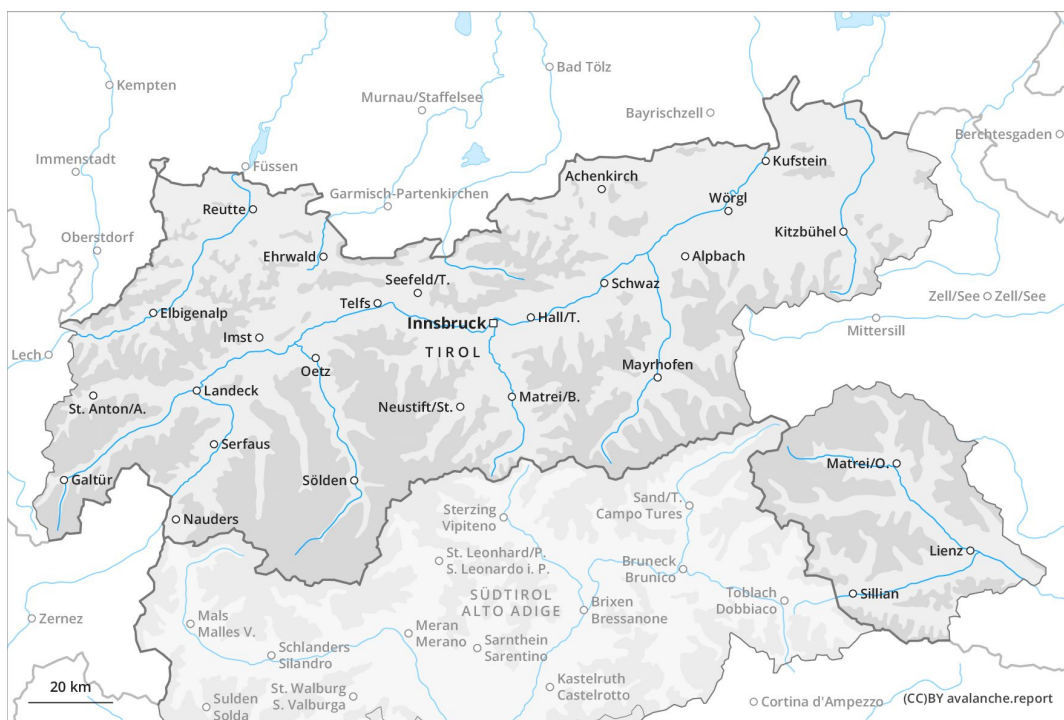 Kempten
Bad Tölz
Murnau/Staffelsee
Bayrischzell
Berchtesgaden
Immenstadt
Füssen
Kufstein
Achenkirch
Garmisch-Partenkirchen
Wörgl
Reutte
Kitzbühel
Oberstdorf
Ehrwald
Alpbach
Seefeld/T.
Schwaz
Zell/See
Zell/See
Telfs
Elbigenalp
Innsbruck
Hall/T.
Mittersill
Imst
TIROL
Lech
Oetz
Mayrhofen
Landeck
St. Anton/A.
Neustift/St.
Matrei/B.
Serfaus
Matrei/O.
Galtür
Sölden
Sand/T.
Campo Tures
Nauders
Sterzing
Vipiteno
St. Leonhard/P.
S. Leonardo i. P.
Bruneck
Brunico
Lienz
SÜDTIROL
ALTO ADIGE
Toblach
Dobbiaco
Sillian
Zernez
Mals
Malles V.
Brixen
Bressanone
Meran
Merano
Sarnthein
Sarentino
Schlanders
Silandro
20 km
Sulden
Solda
St. Walburg
S. Valburga
Kastelruth
Castelrotto
Cortina d'Ampezzo
(CC)BY avalanche.report